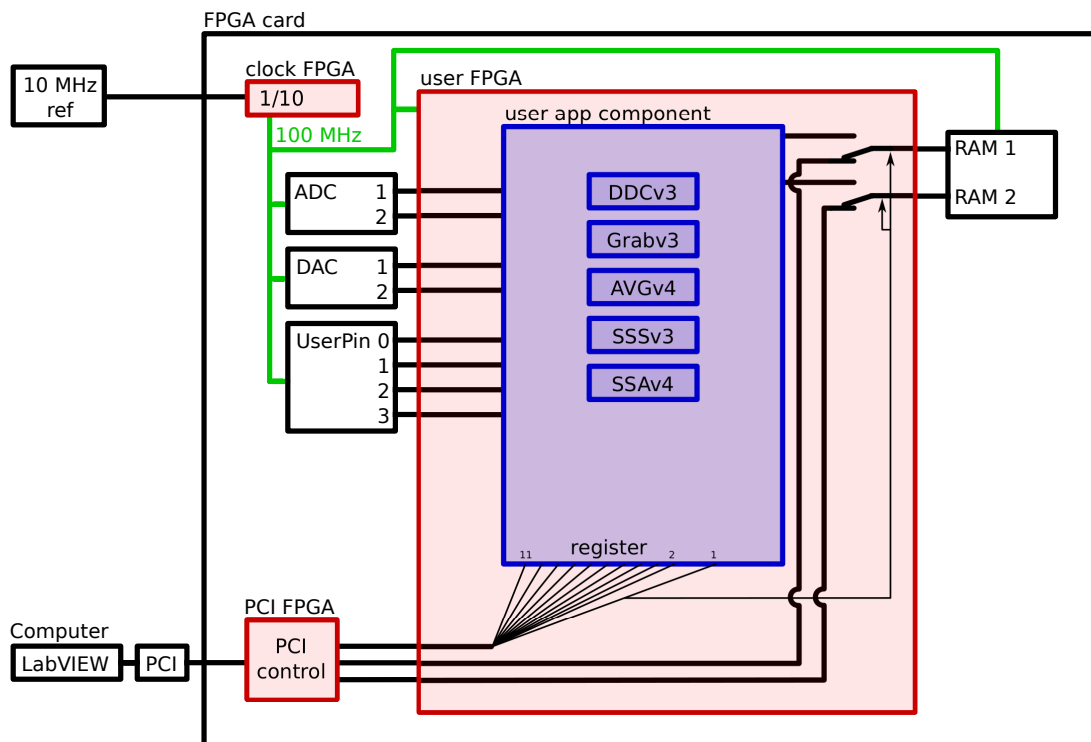 FPGA card
10 MHz
ref
clock FPGA
1/10
100 MHz
user FPGA
user app component
ADC 1
2
DAC 1
2
UserPin 0
1
2
3
DDCv3
Grabv3
AVGv4
SSSv3
SSAv4
RAM 1
RAM 2
register
11 2 1
PCI FPGA
PCI
control
Computer
LabVIEW
PCI